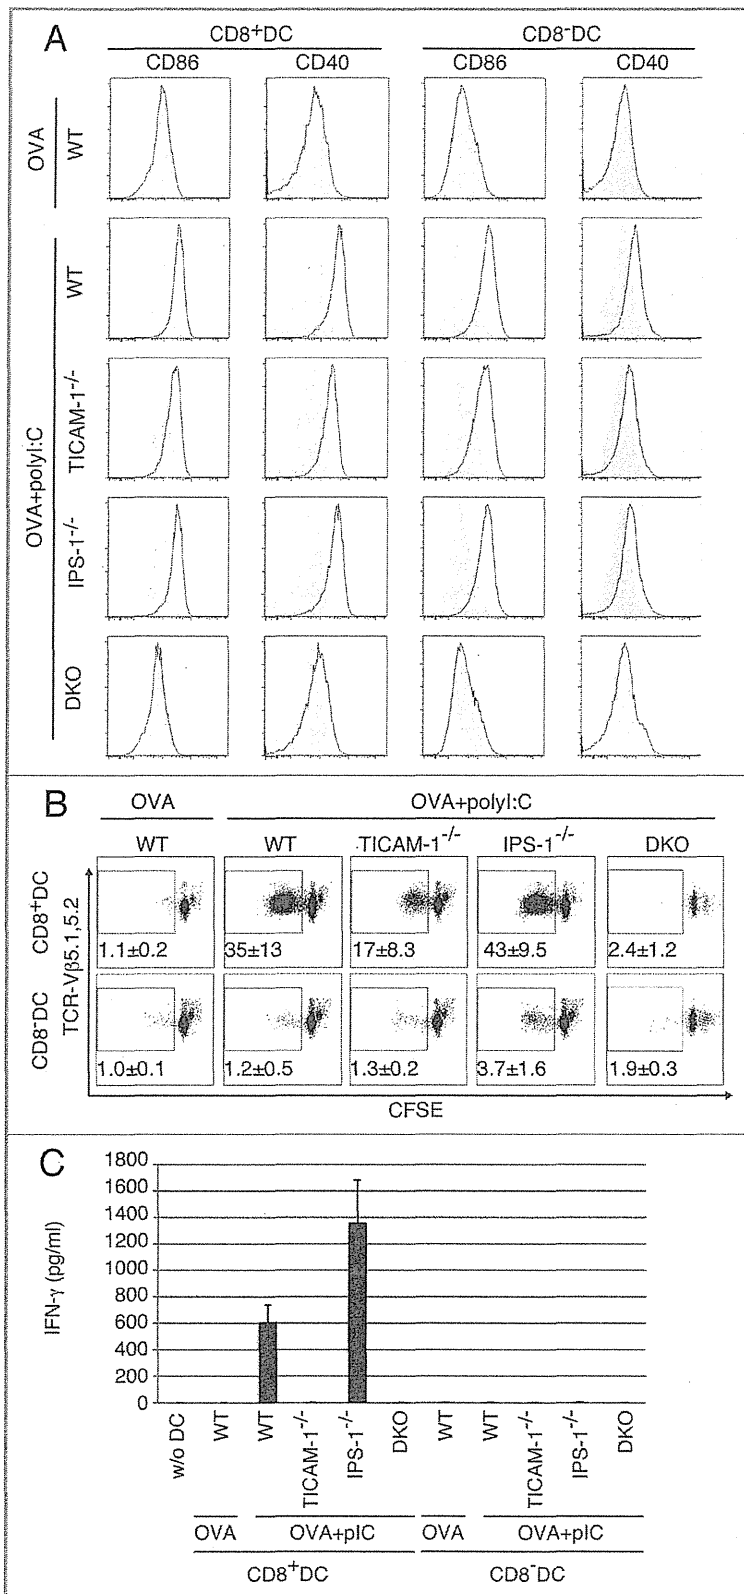 A
CD8+DC CD8-DC
CD86 CD40 CD86 CD40
OVA
WT
OVA+polyI:C
WT
TICAM-1-/-
IPS-1-/-
DKO
B
OVA OVA+polyI:C
WT WT TICAM-1-/- IPS-1-/- DKO
CD8+DC
1.1±0.2 35±13 17±8.3 43±9.5 2.4±1.2
CD8-DC
1.0±0.1 1.2±0.5 1.3±0.2 3.7±1.6 1.9±0.3
TCR-Vβ5.1,5.2
CFSE
C
IFN-γ (pg/ml)
1800
1600
1400
1200
1000
800
600
400
200
0
w/o DC WT WT TICAM-1-/- IPS-1-/- DKO WT WT TICAM-1-/- IPS-1-/- DKO
OVA OVA+pIC OVA OVA+pIC
CD8+DC CD8-DC